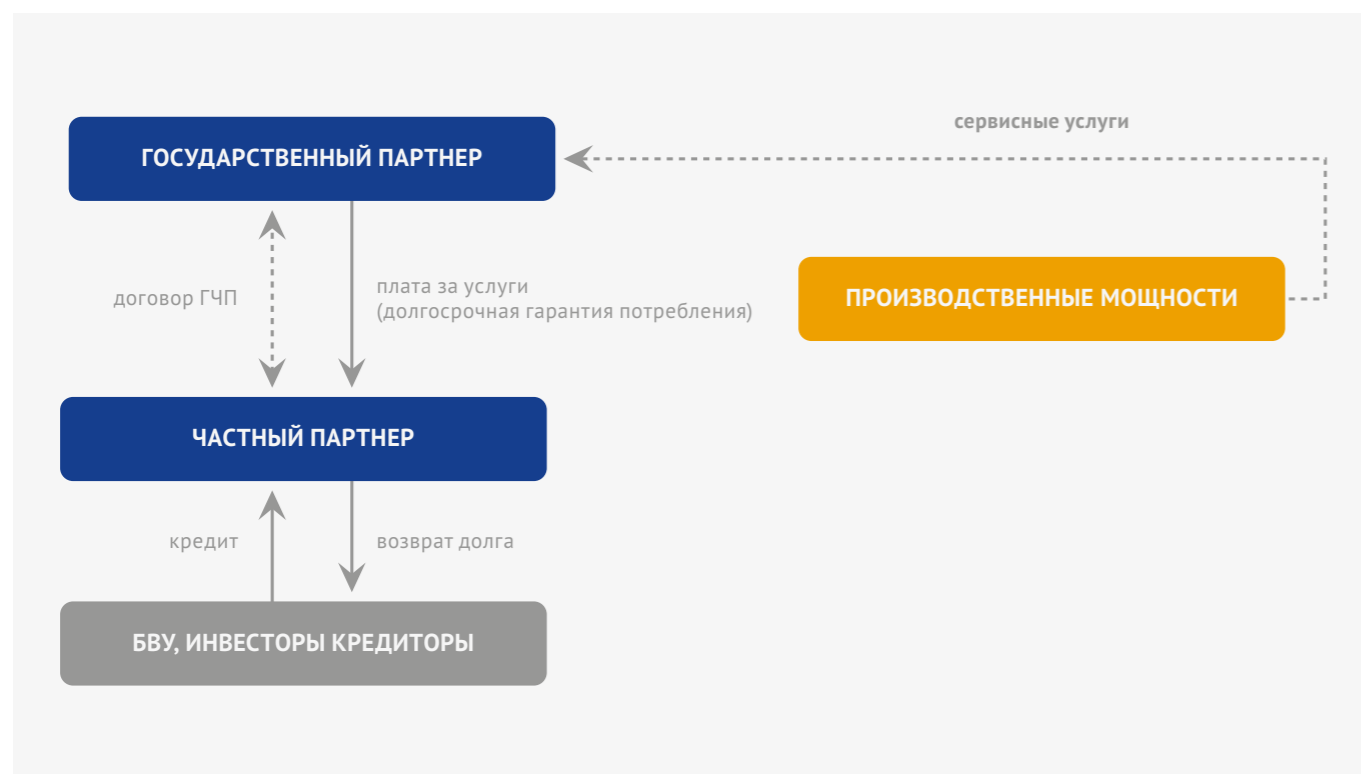 сервисные услуги
ГОСУДАРСТВЕННЫЙ ПАРТНЕР
договор ГЧП
плата за услуги
(долгосрочная гарантия потребления)
ПРОИЗВОДСТВЕННЫЕ МОЩНОСТИ
ЧАСТНЫЙ ПАРТНЕР
кредит
возврат долга
БВУ, ИНВЕСТОРЫ КРЕДИТОРЫ